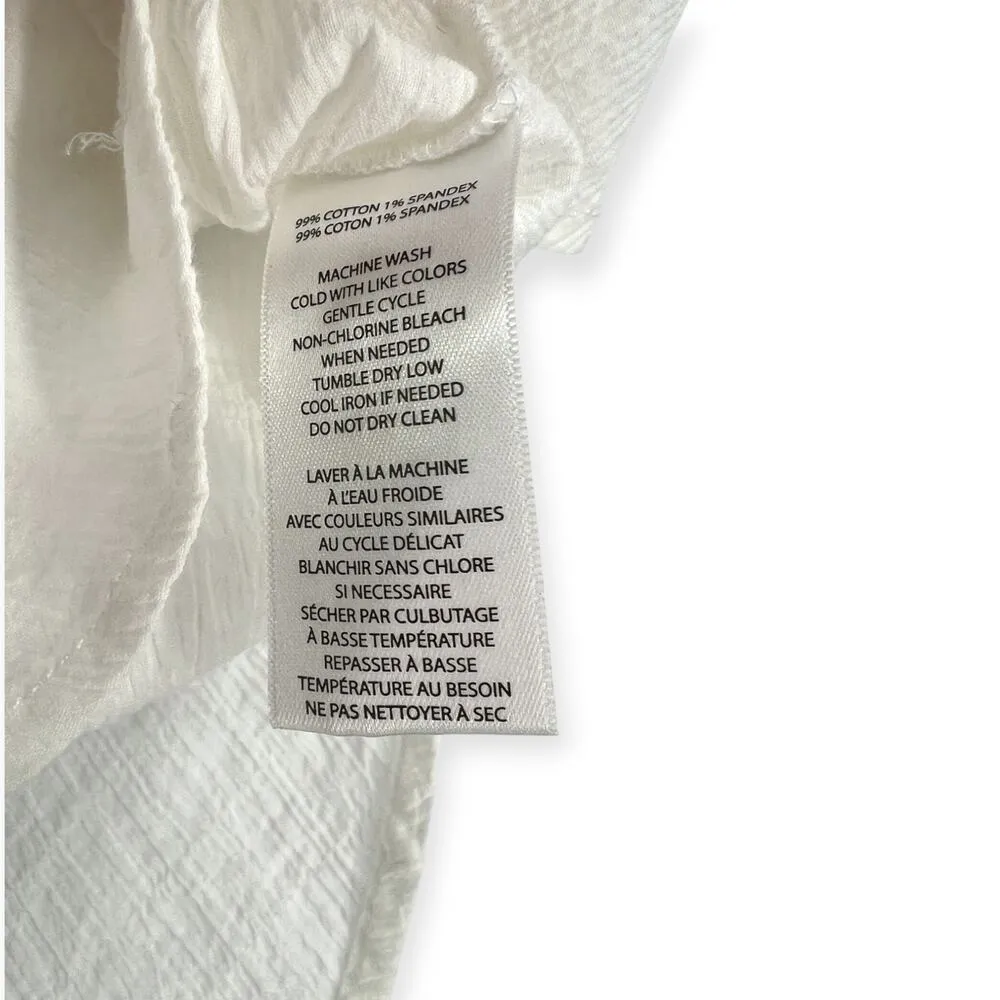 99% COTTON 1% SPANDEX
99% COTON 1% SPANDEX
MACHINE WASH
COLD WITH LIKE COLORS
GENTLE CYCLE
NON-CHLORINE BLEACH
WHEN NEEDED
TUMBLE DRY LOW
COOL IRON IF NEEDED
DO NOT DRY CLEAN
LAVER À LA MACHINE
À L'EAU FROIDE
AVEC COULEURS SIMILAIRES
AU CYCLE DÉLICAT
BLANCHIR SANS CHLORE
SI NECESSAIRE
SÉCHER PAR CULBUTAGE
À BASSE TEMPÉRATURE
REPASSER À BASSE
TEMPÉRATURE AU BESOIN
NE PAS NETTOYER À SEC